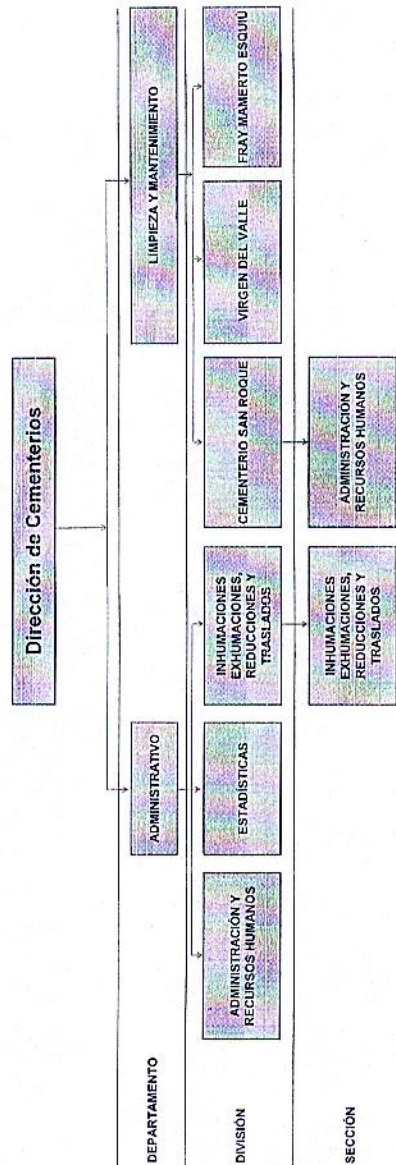 Dirección de Cementerios
DEPARTAMENTO
ADMINISTRATIVO
LIMPIEZA Y MANTENIMIENTO
DIVISIÓN
ADMINISTRACIÓN Y
RECURSOS HUMANOS
ESTADÍSTICAS
INHUMACIONES
EXHUMACIONES,
REDUCCIONES Y
TRASLADOS
CEMENTERIO SAN ROQUE
VIRGEN DEL VALLE
FRAY MAMERTO ESQUIÚ
SECCIÓN
INHUMACIONES
EXHUMACIONES,
REDUCCIONES Y
TRASLADOS
ADMINISTRACIÓN Y
RECURSOS HUMANOS